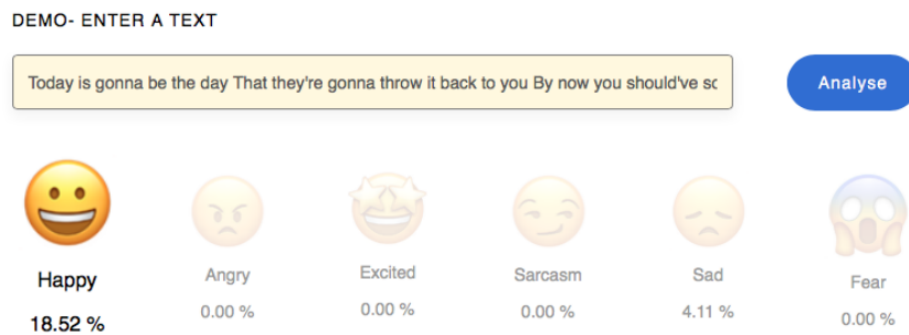 DEMO- ENTER A TEXT
Today is gonna be the day That they're gonna throw it back to you By now you should've sc
Analyse
Happy Angry Excited Sarcasm Sad Fear
18.52 % 0.00 % 0.00 % 0.00 % 4.11 % 0.00 %